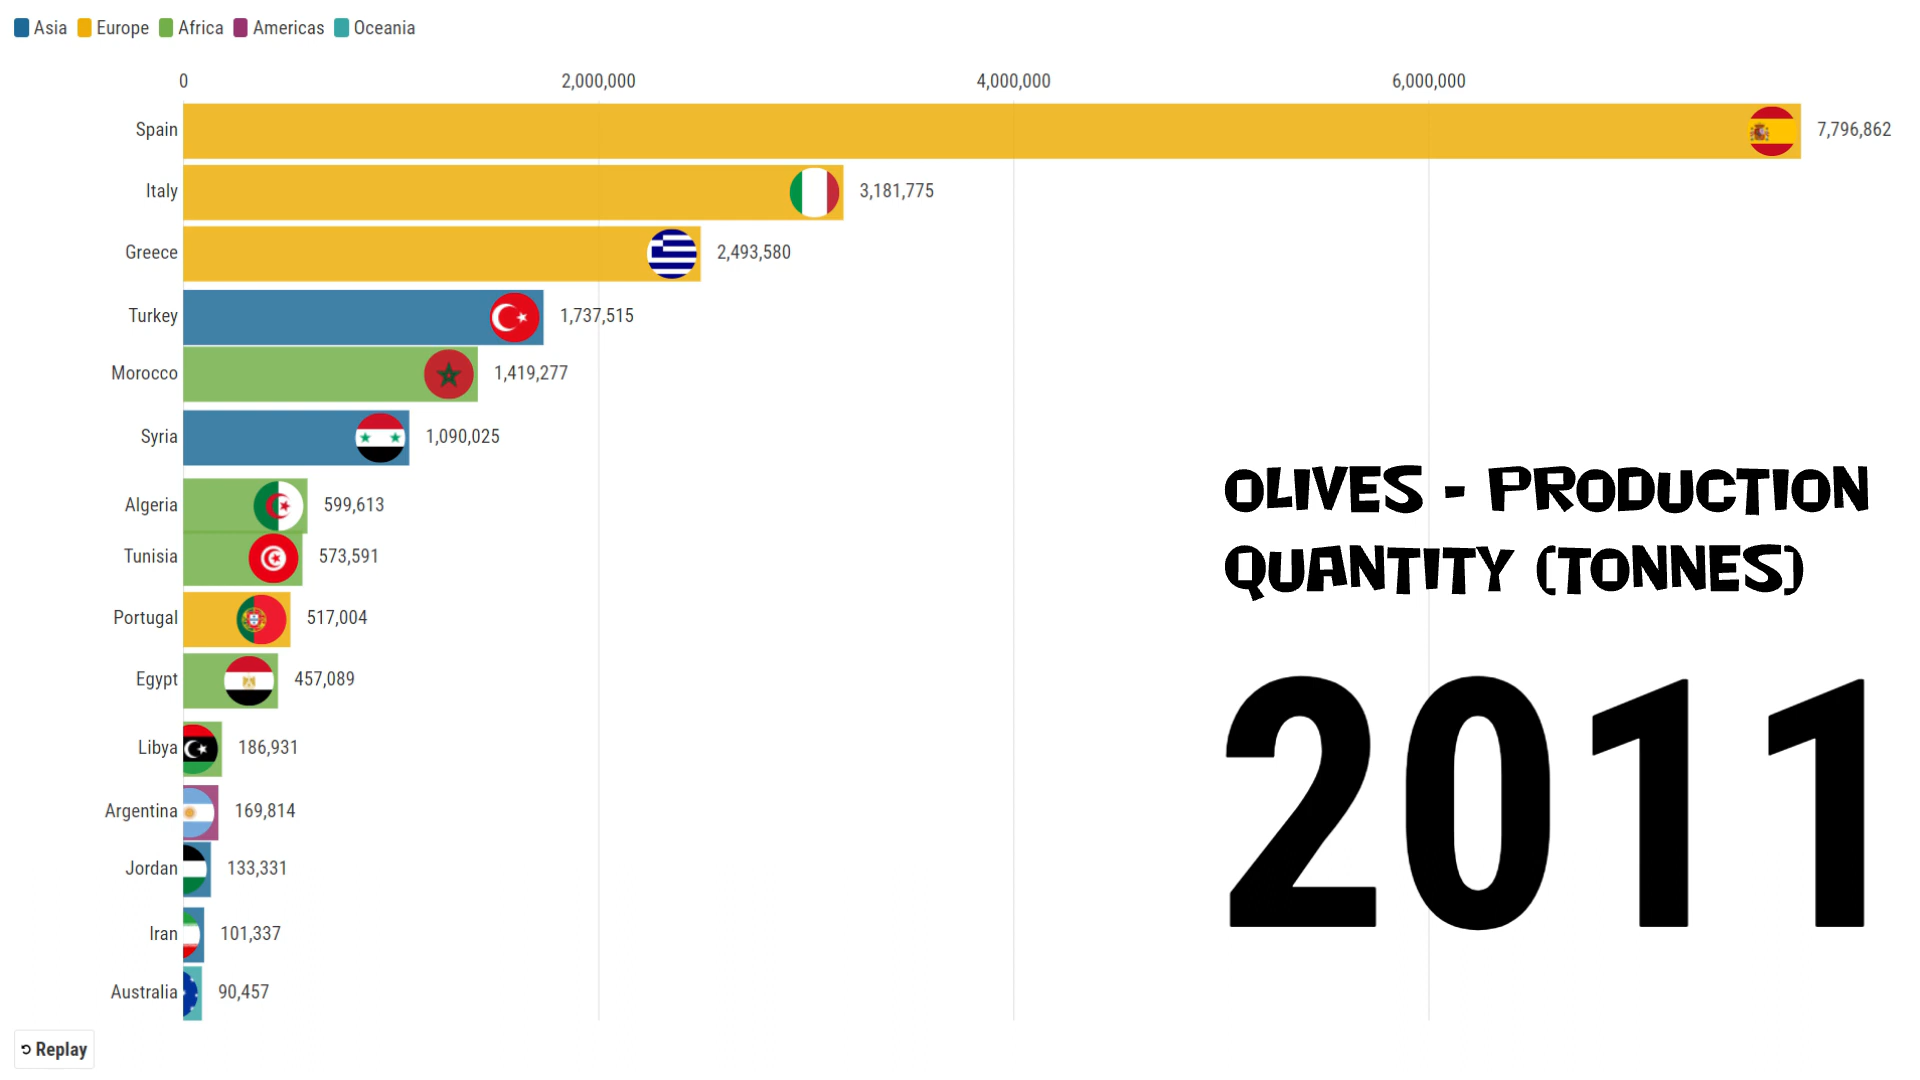 Asia Europe Africa Americas Oceania
0 2,000,000 4,000,000 6,000,000
Spain 7,796,862
Italy 3,181,775
Greece 2,493,580
Turkey 1,737,515
Morocco 1,419,277
Syria 1,090,025
Algeria 599,613
Tunisia 573,591
Portugal 517,004
Egypt 457,089
Libya 186,931
Argentina 169,814
Jordan 133,331
Iran 101,337
Australia 90,457
OLIVES - PRODUCTION
QUANTITY (TONNES)
2011
Replay